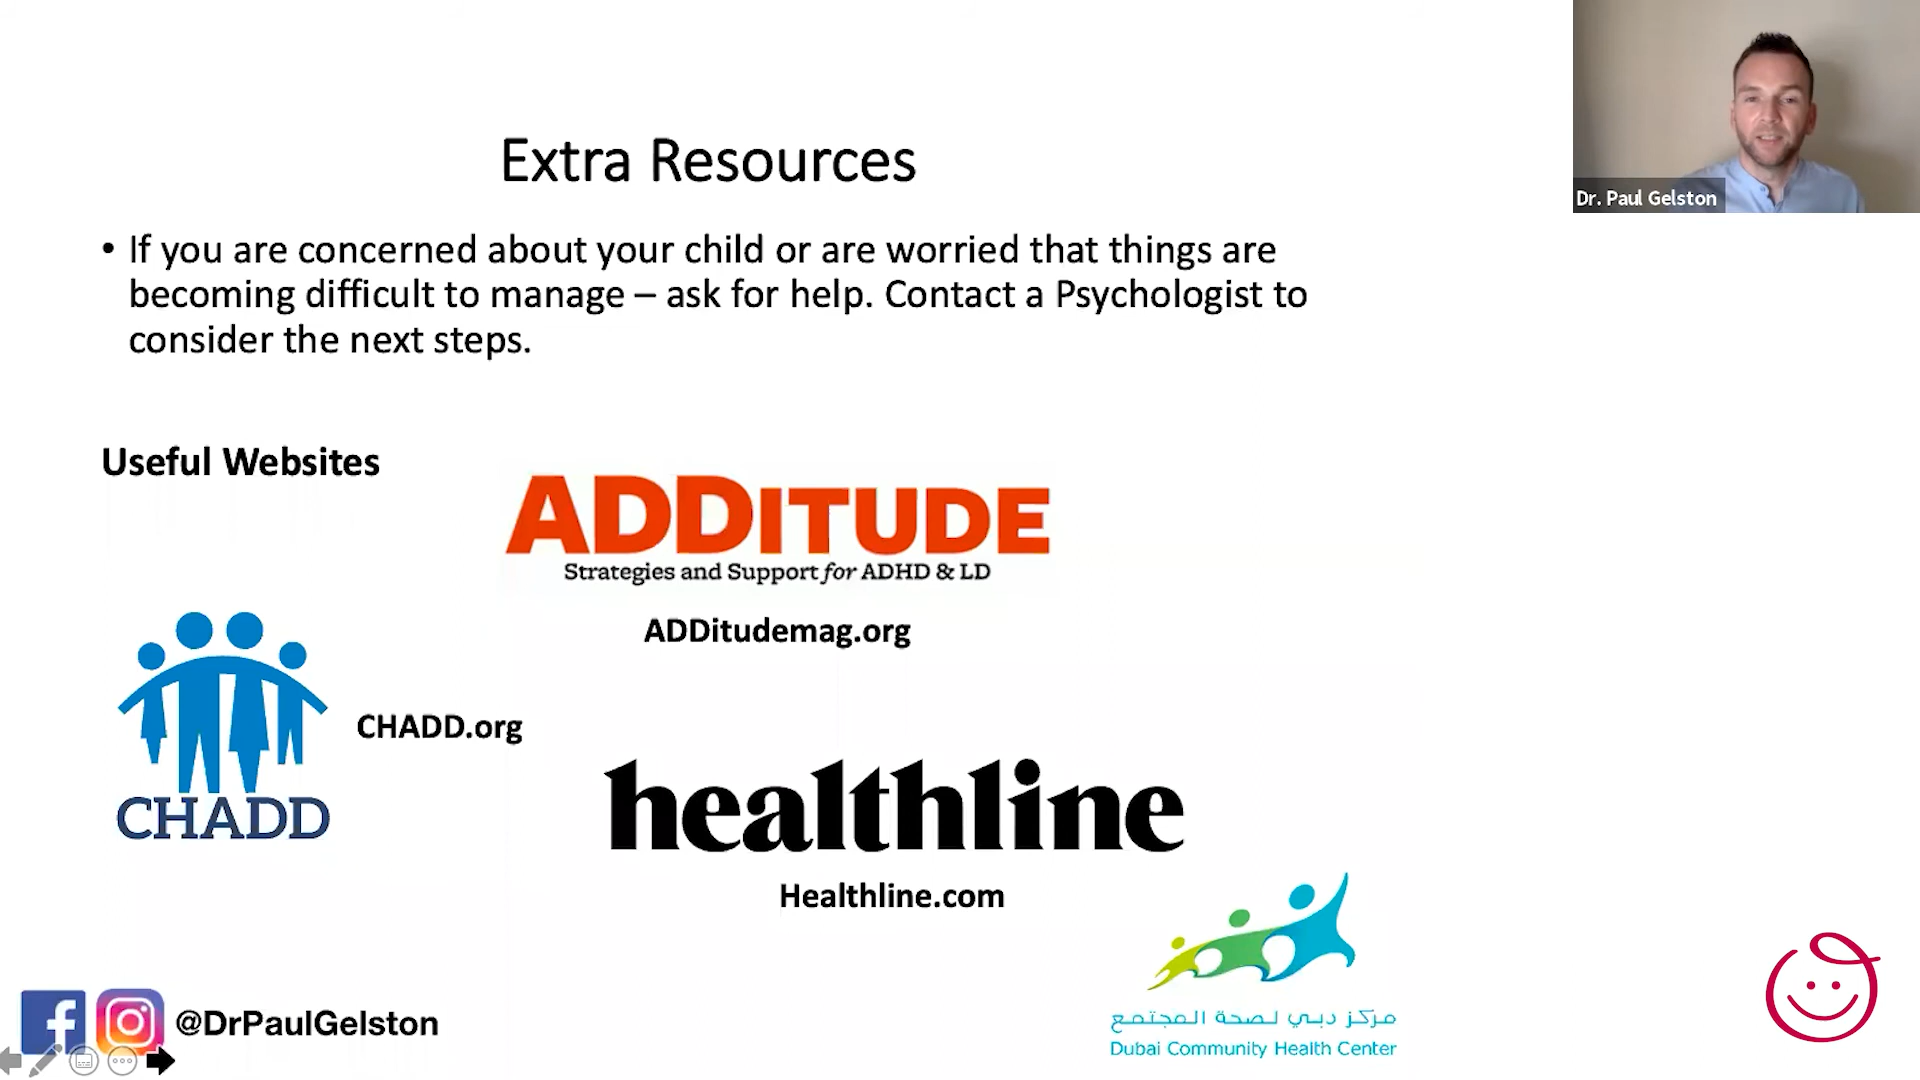 Extra Resources
Dr. Paul Gelston
• If you are concerned about your child or are worried that things are
becoming difficult to manage – ask for help. Contact a Psychologist to
consider the next steps.
Useful Websites
ADDITUDE
Strategies and Support for ADHD & LD
ADDitudemag.org
CHADD.org
CHADD
healthline
Healthline.com
@DrPaulGelston
مركز دبي لصحة المجتمع
Dubai Community Health Center